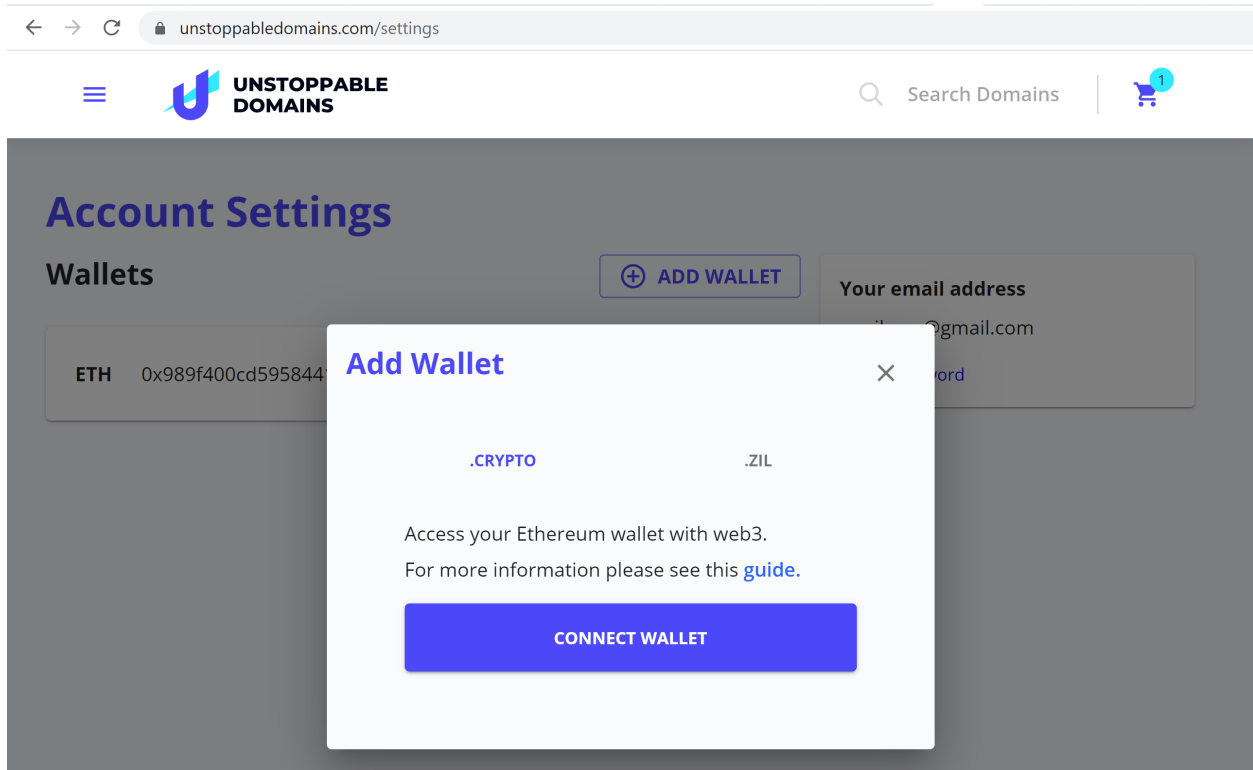 unstoppabledomains.com/settings
UNSTOPPABLE
DOMAINS
Search Domains
1
Account Settings
Wallets
ADD WALLET
Your email address
@gmail.com
ETH 0x989f400cd595844
Add Wallet
.CRYPTO
.ZIL
Access your Ethereum wallet with web3.
For more information please see this guide.
CONNECT WALLET